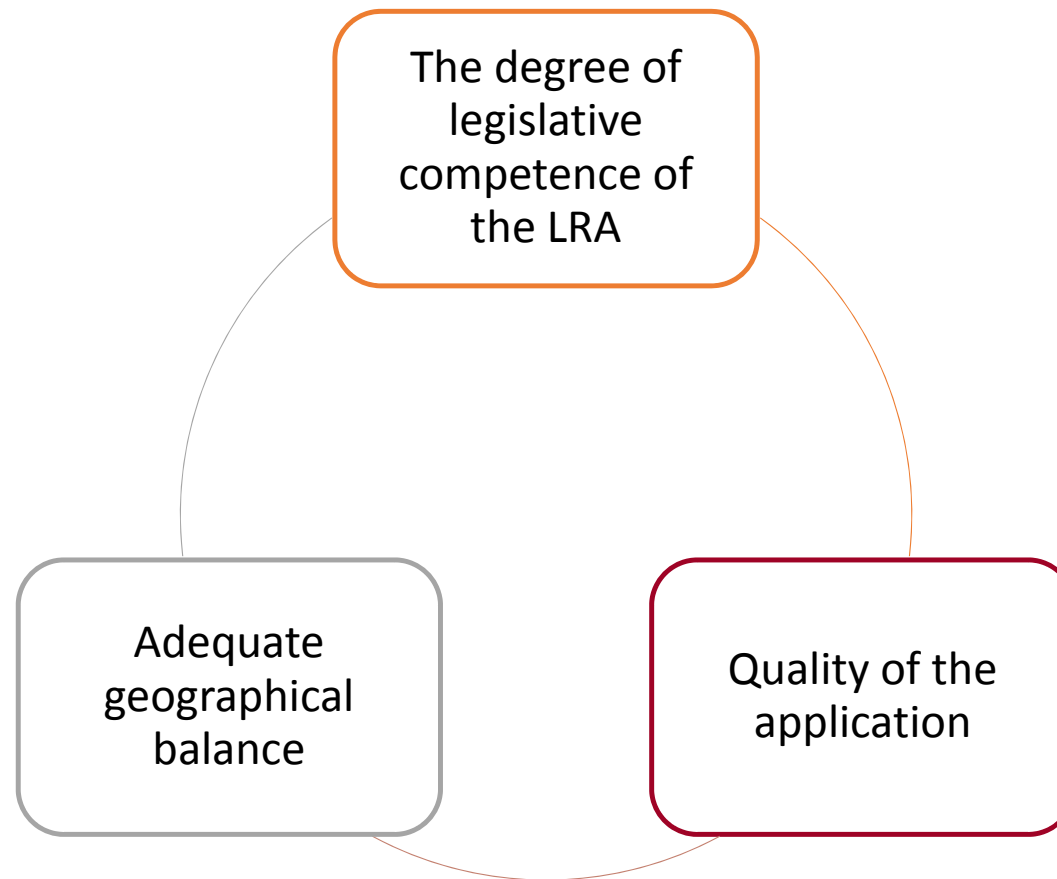 The degree of
legislative
competence of
the LRA
Adequate
geographical
balance
Quality of the
application